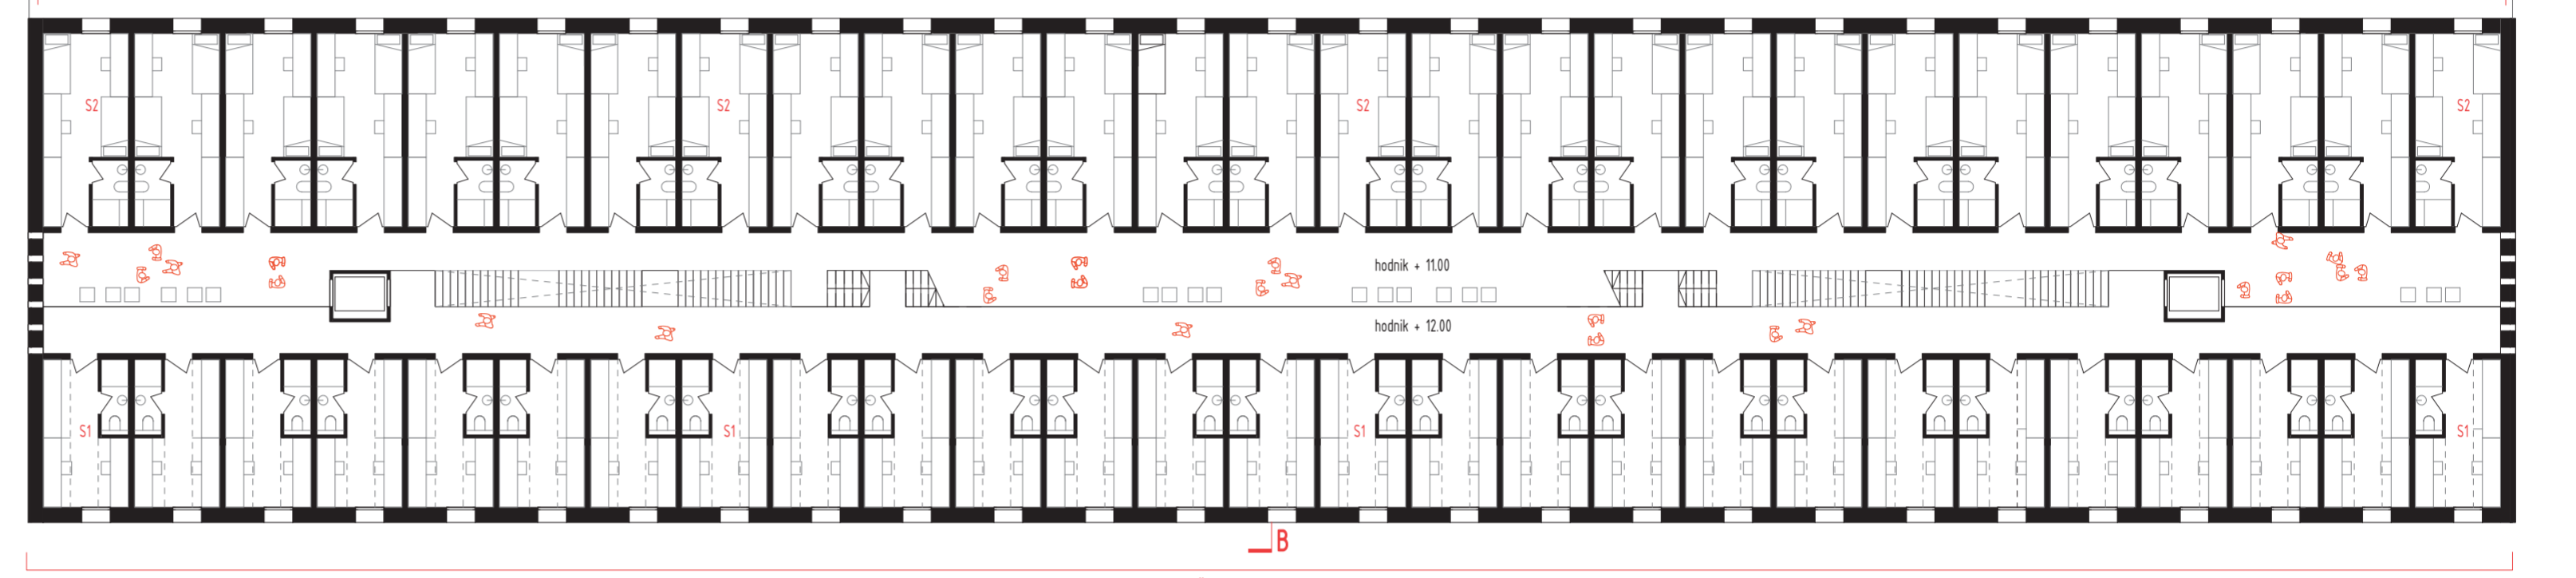 S2 S2 S2 S2
hodnik + 11.00
hodnik + 12.00
S1 S1 S1 S1
B